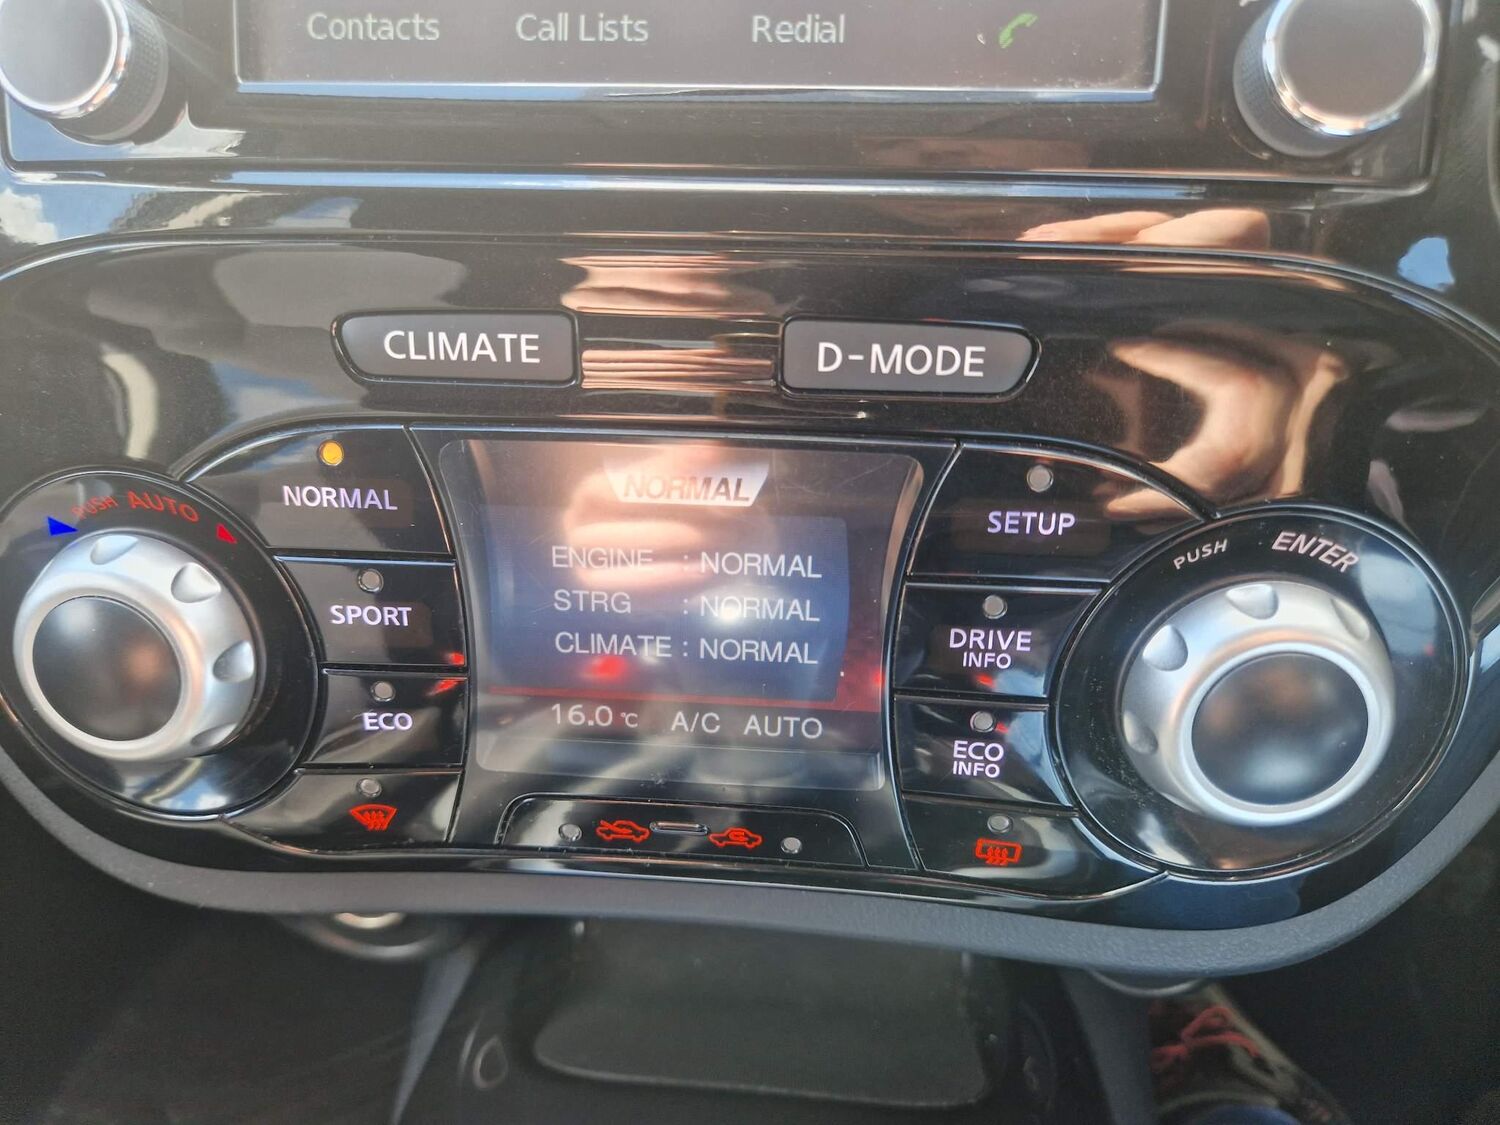 Contacts Call Lists Redial
CLIMATE
D-MODE
NORMAL
ENGINE : NORMAL
STRG : NORMAL
CLIMATE : NORMAL
16.0 °C A/C AUTO
PUSH AUTO
NORMAL
SPORT
ECO
SETUP
DRIVE
INFO
ECO
INFO
PUSH ENTER